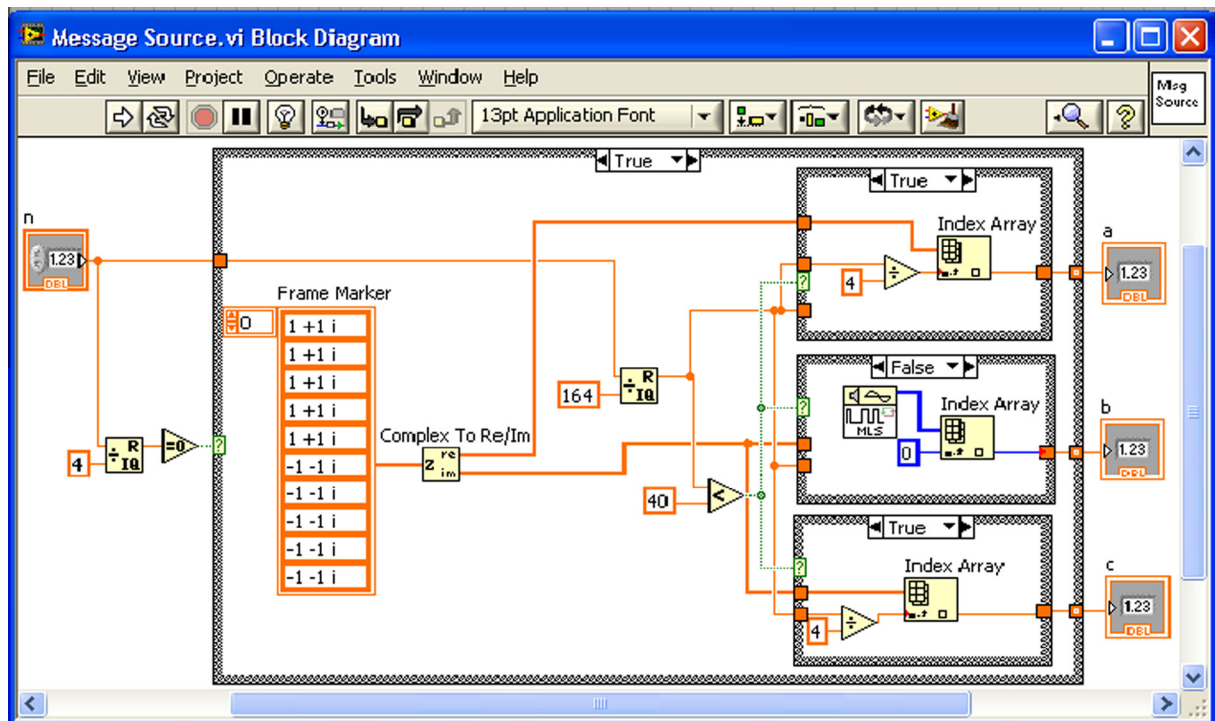 Message Source.vi Block Diagram
File Edit View Project Operate Tools Window Help
13pt Application Font
Msg
Source
True
n
1.23
DBL
4
R
IQ
=0
?
Frame Marker
0
1 +1 i
1 +1 i
1 +1 i
1 +1 i
1 +1 i
-1 -1 i
-1 -1 i
-1 -1 i
-1 -1 i
-1 -1 i
Complex To Re/Im
z re
im
164
R
IQ
40
<
True
Index Array
4
?
a
1.23
DBL
False
Index Array
MLS
0
?
b
1.23
DBL
True
Index Array
4
?
c
1.23
DBL